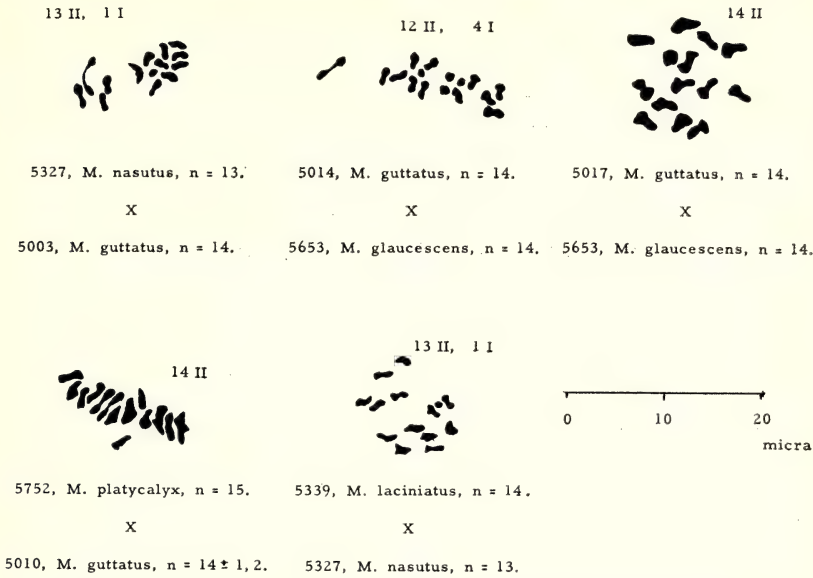 13 II, 1 I
12 II, 4 I
14 II
5327, M. nasutus, n = 13.
X
5003, M. guttatus, n = 14.
5014, M. guttatus, n = 14.
X
5653, M. glaucescens, n = 14.
5017, M. guttatus, n = 14.
X
5653, M. glaucescens, n = 14.
14 II
13 II, 1 I
0 10 20
micra
5752, M. platycalyx, n = 15.
X
5010, M. guttatus, n = 14 ± 1, 2.
5339, M. laciniatus, n = 14.
X
5327, M. nasutus, n = 13.